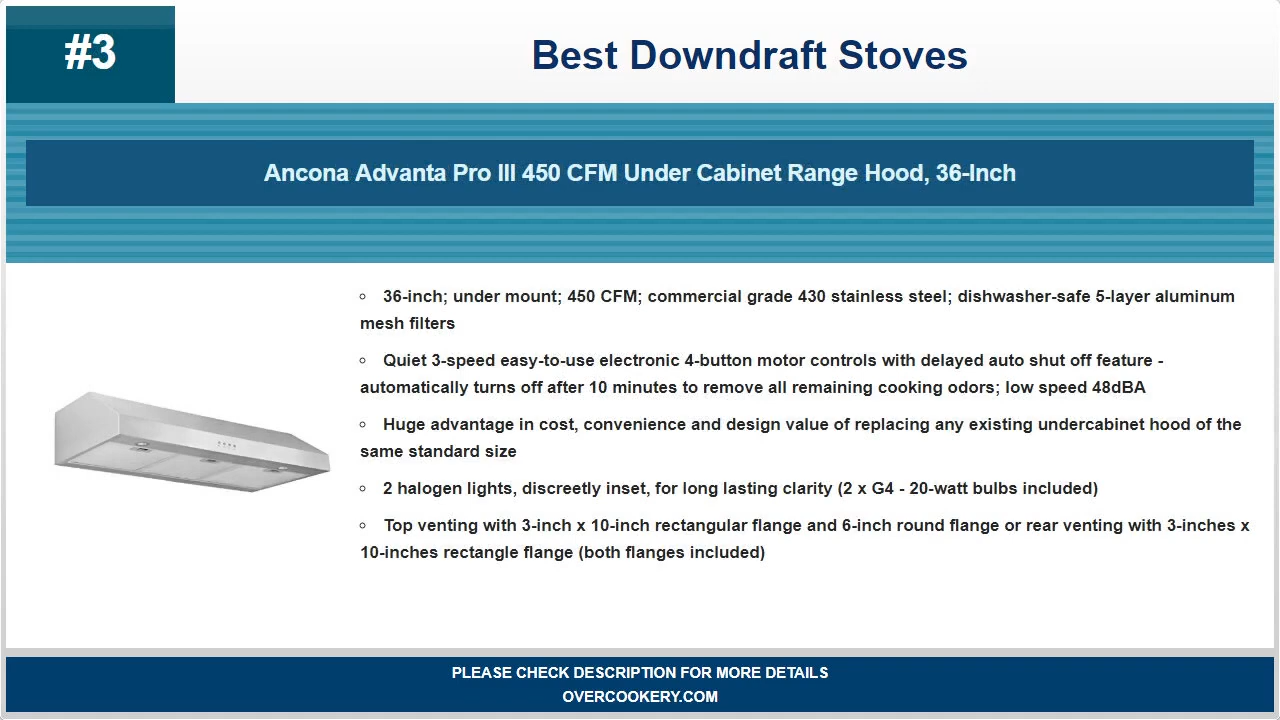 #3
Best Downdraft Stoves
Ancona Advanta Pro III 450 CFM Under Cabinet Range Hood, 36-Inch
36-inch; under mount; 450 CFM; commercial grade 430 stainless steel; dishwasher-safe 5-layer aluminum
mesh filters
Quiet 3-speed easy-to-use electronic 4-button motor controls with delayed auto shut off feature -
automatically turns off after 10 minutes to remove all remaining cooking odors; low speed 48dBA
Huge advantage in cost, convenience and design value of replacing any existing undercabinet hood of the
same standard size
2 halogen lights, discreetly inset, for long lasting clarity (2 x G4 - 20-watt bulbs included)
Top venting with 3-inch x 10-inch rectangular flange and 6-inch round flange or rear venting with 3-inches x
10-inches rectangle flange (both flanges included)
PLEASE CHECK DESCRIPTION FOR MORE DETAILS
OVERCOOKERY.COM